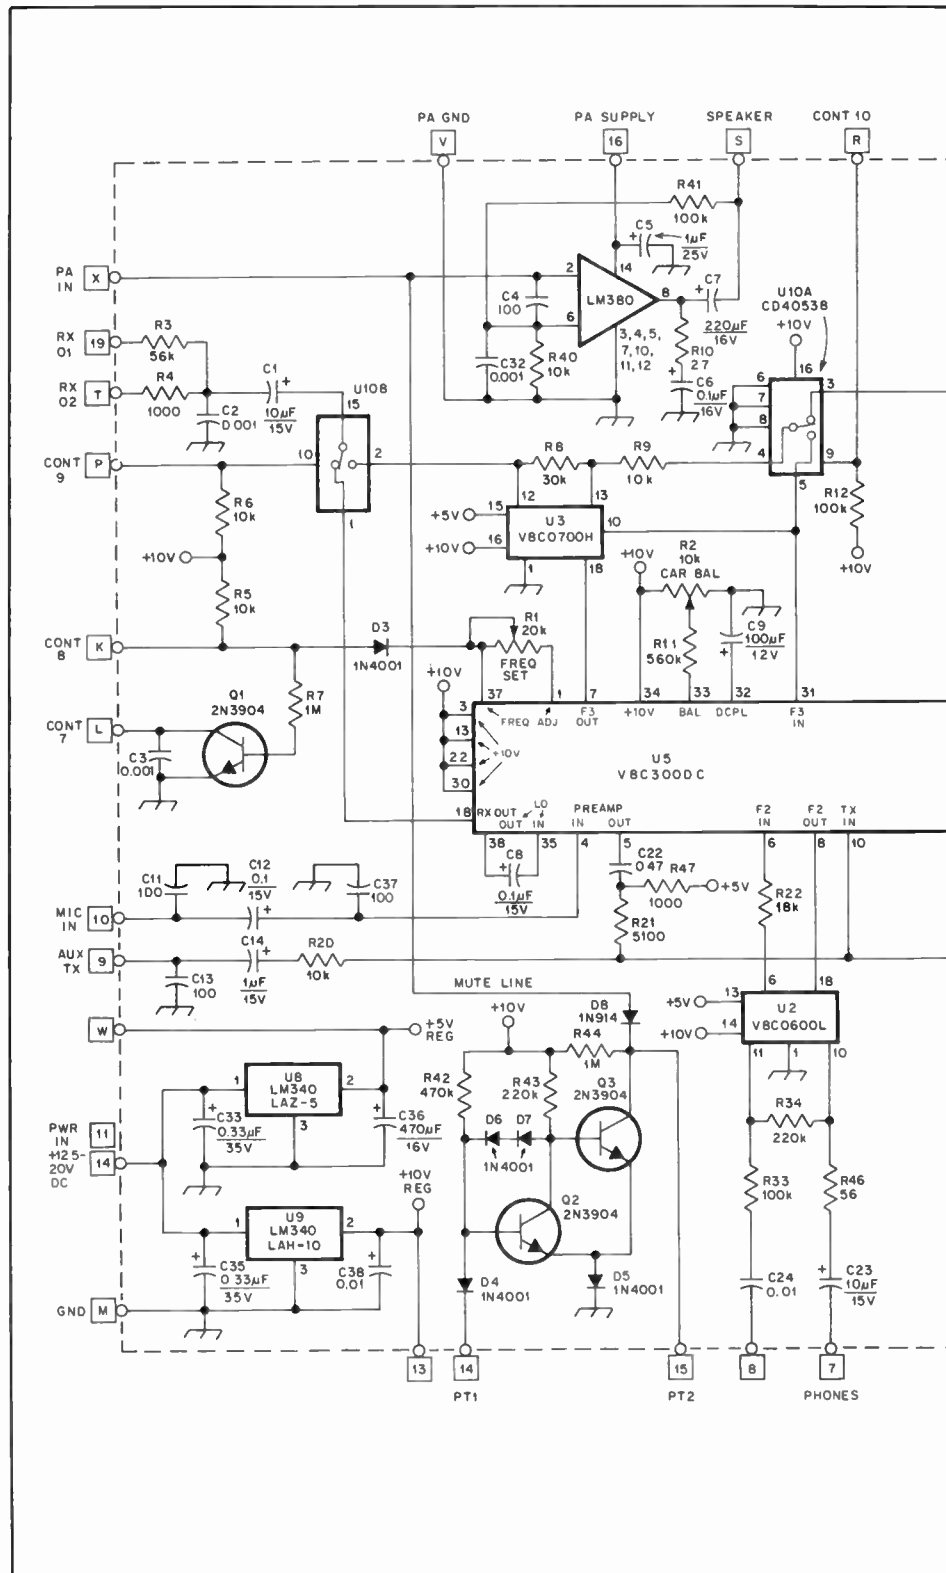 PA GND
PA SUPPLY
SPEAKER
CONT 10
V
16
S
R
R41
100k
C5
1µF
25V
PA IN
X
2
14
LM380
8
C7
220µF
16V
U10A
CD4053B
+10V
C4
100
6
3, 4, 5,
7, 10,
11, 12
R10
27
16
RX 01
19
R3
56k
C32
0.001
R40
10k
C6
0.1µF
16V
6
7
8
3
RX 02
T
R4
1000
C1
10µF
15V
U10B
15
C2
0.001
CONT 9
P
10
2
R8
30k
R9
10k
4
9
5
1
12
13
R12
100k
R6
10k
+5V
15
U3
V8C0700H
10
+10V
16
1
18
+10V
R2
10k
CAR BAL
+10V
+10V
R5
10k
R11
560k
C9
100µF
12V
CONT 8
K
D3
1N4001
R1
20k
FREQ SET
+10V
37
1
7
34
33
32
31
R7
1M
Q1
2N3904
3
FREQ ADJ
F3 OUT
+10V
BAL
DCPL
F3 IN
CONT 7
L
13
+10V
22
U5
V8C300DC
C3
0.001
30
18
RX OUT
LO
OUT
IN
PREAMP
IN
OUT
F2 IN
F2 OUT
TX IN
38
35
4
5
6
8
10
C8
0.1µF
15V
C22
0.47
R47
1000
+5V
R22
18k
C11
100
C12
0.1
15V
C37
100
MIC IN
10
R21
5100
AUX TX
9
C14
1µF
15V
R20
10k
C13
100
MUTE LINE
6
18
+5V
13
U2
V8C0600L
+10V
14
11
1
10
W
+5V REG
+10V
D8
1N914
R44
1M
R42
470k
R43
220k
Q3
2N3904
1
U8
LM340
LAZ-5
2
3
C33
0.33µF
35V
C36
470µF
16V
D6
D7
1N4001
R34
220k
PWR IN
+12.5-
20V
DC
11
14
+10V REG
Q2
2N3904
R33
100k
R46
56
1
U9
LM340
LAH-10
2
3
C35
0.33µF
35V
C38
0.01
D4
1N4001
D5
1N4001
C24
0.01
C23
10µF
15V
GND
M
13
14
15
8
7
PT1
PT2
PHONES